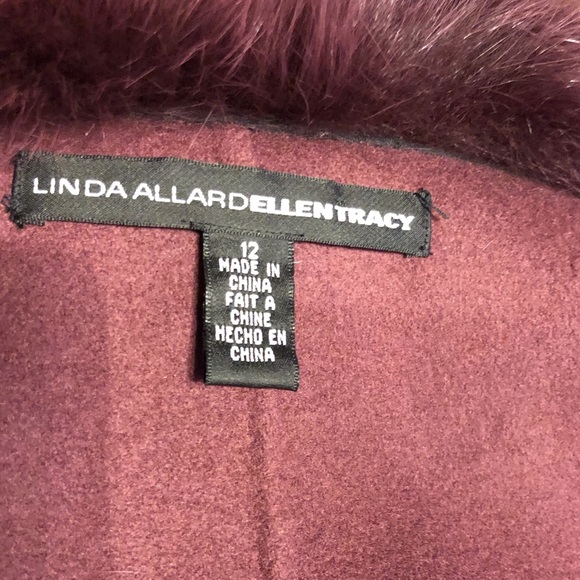 LINDA ALLARDELLENTRACY
12
MADE IN
CHINA
FAIT A
CHINE
HECHO EN
CHINA